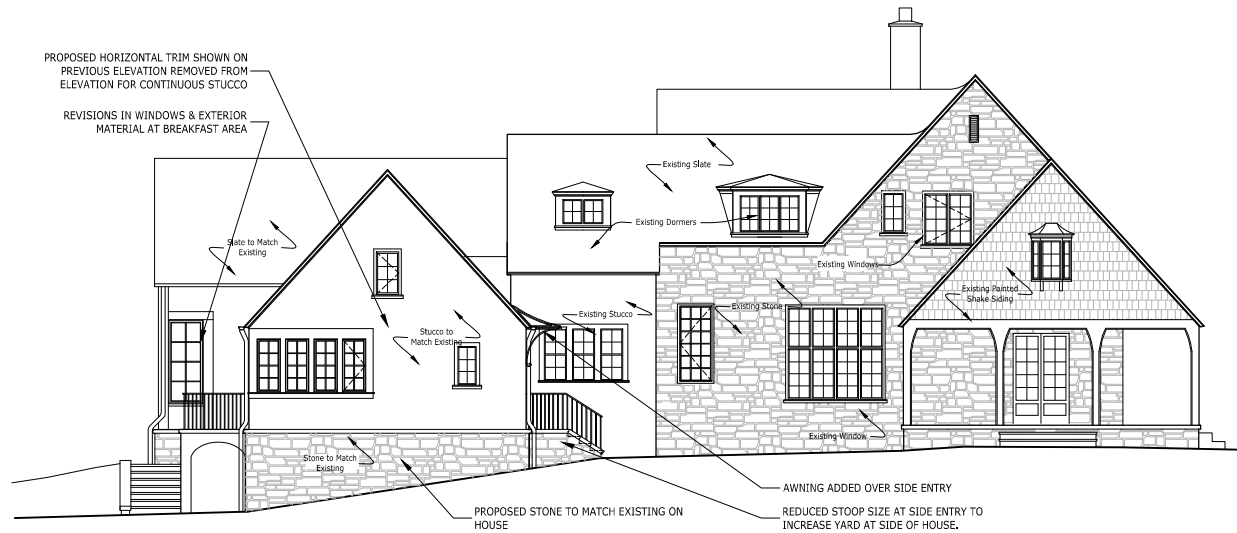 PROPOSED HORIZONTAL TRIM SHOWN ON
PREVIOUS ELEVATION REMOVED FROM
ELEVATION FOR CONTINUOUS STUCCO
REVISIONS IN WINDOWS & EXTERIOR
MATERIAL AT BREAKFAST AREA
Existing Slate
Existing Dormers
Slate to Match
Existing
Existing Windows
Existing Painted
Shake Siding
Existing Stone
Existing Stucco
Stucco to
Match Existing
Existing Window
Stone to Match
Existing
AWNING ADDED OVER SIDE ENTRY
PROPOSED STONE TO MATCH EXISTING ON
HOUSE
REDUCED STOOP SIZE AT SIDE ENTRY TO
INCREASE YARD AT SIDE OF HOUSE.